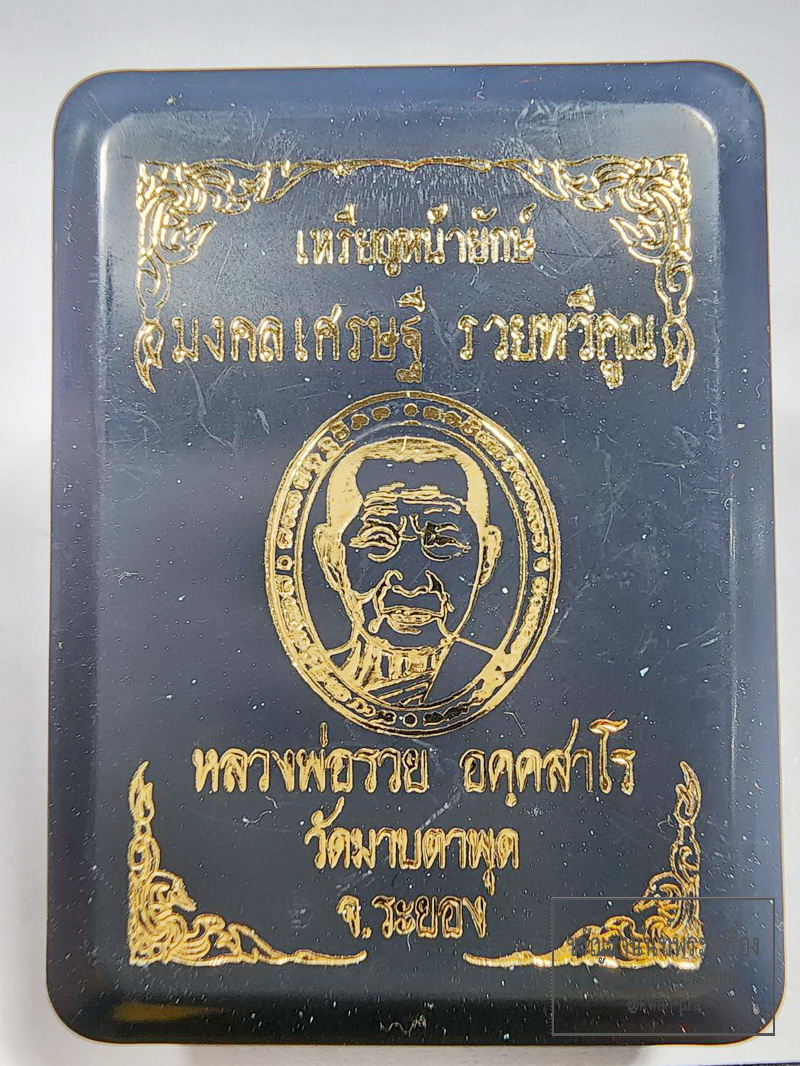 เหรียญหน้ายักษ์
มงคลเศรษฐี รวยทวีคูณ
หลวงพ่อรวย อคฺคสาโร
วัดมาบตาพุด
จ.ระยอง